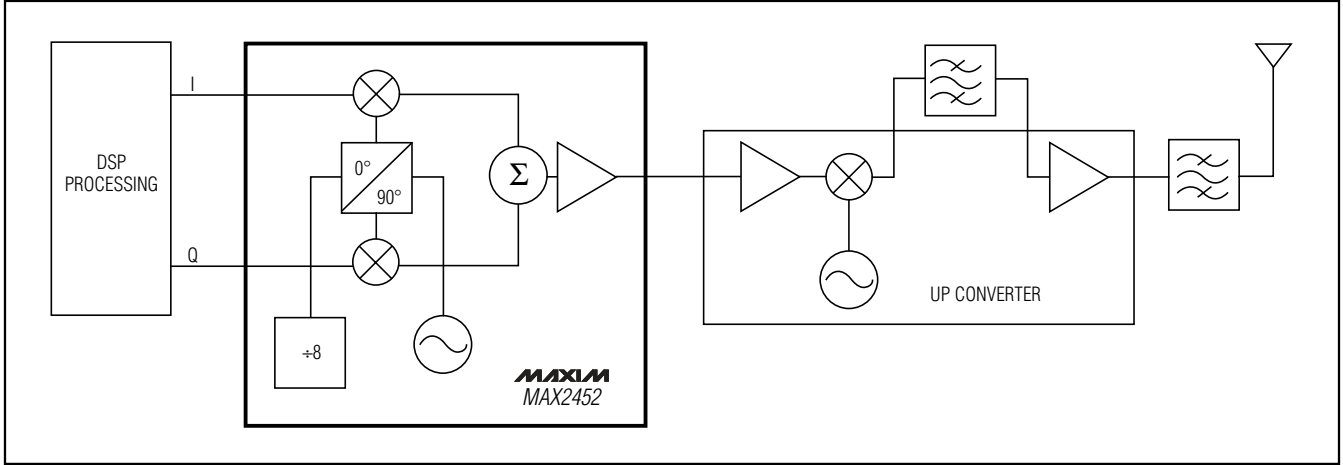 DSP
PROCESSING
I
Q
0°
90°
÷8
Σ
MAXIM
MAX2452
UP CONVERTER